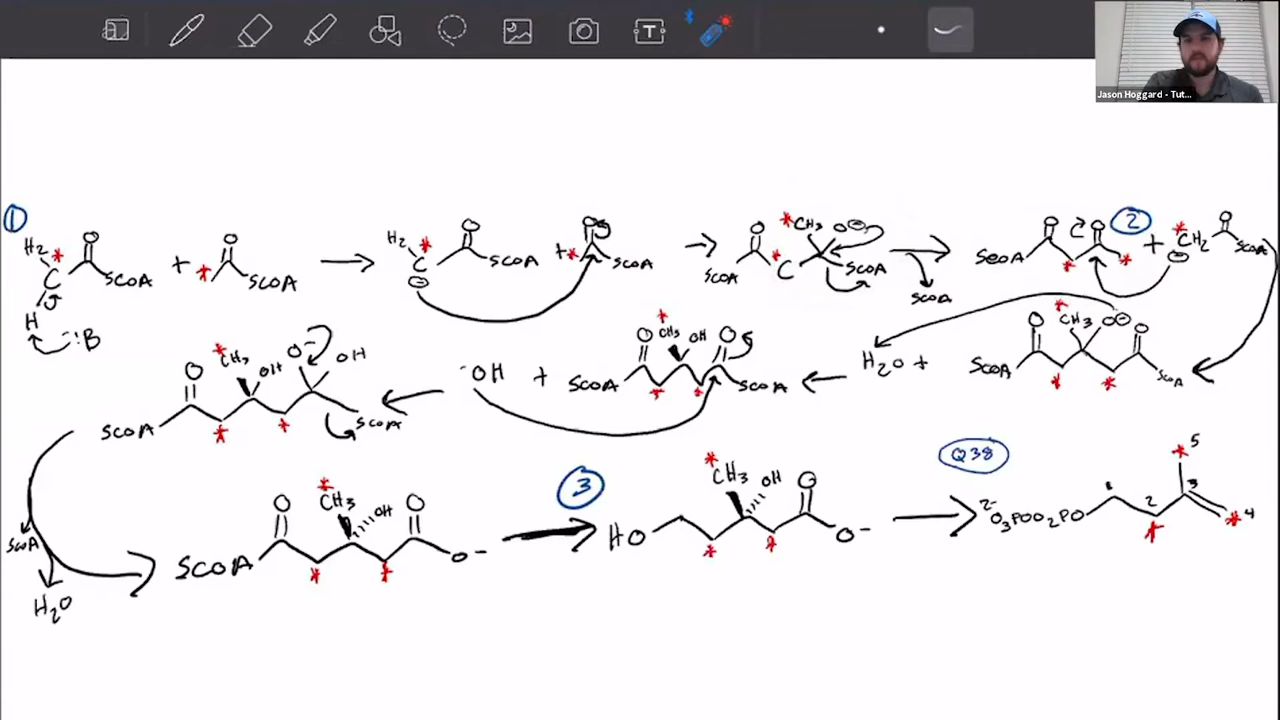 T
Jason Hoggard - Tut...
1
H₂ * C O SCOA + * O SCOA → H₂ * C ⊖ O SCOA + * O SCOA → O SCOA * C * CH₃ O⊖ SCOA SCOA → O O SCOA * * 2 + * CH₂ ⊖ O SCOA
H :B
* CH₃ OH O⁻ OH O SCOA * * SCOA ← ⁻OH + O * CH₃ OH O SCOA * * SCOA ← H₂O + O * CH₃ O⊖ O SCOA * * SCOA
SCOA
H₂O
O * CH₃ OH O SCOA * * O⁻ → 3 HO * CH₃ OH O * * O⁻ → Q38 ²⁻O₃POO₂PO 1 2 3 * 5 * * 4